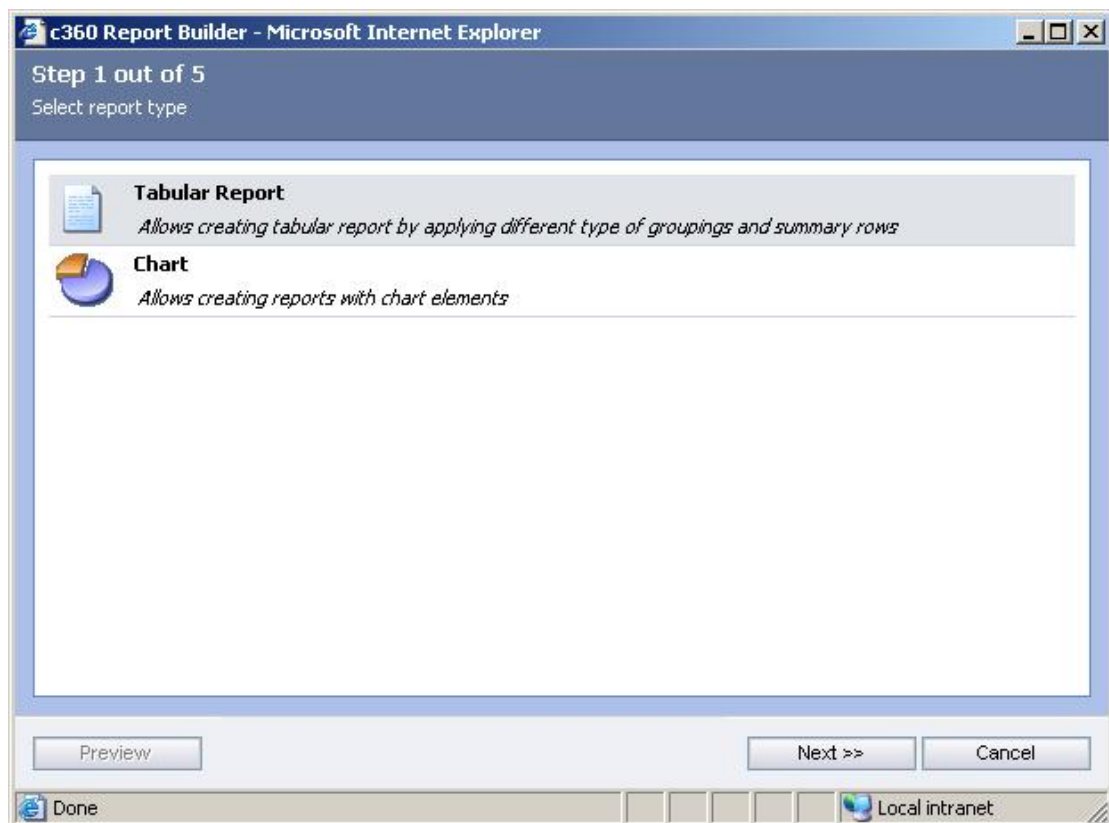 c360 Report Builder - Microsoft Internet Explorer
Step 1 out of 5
Select report type
Tabular Report
Allows creating tabular report by applying different type of groupings and summary rows
Chart
Allows creating reports with chart elements
Preview Next >> Cancel
Done Local intranet